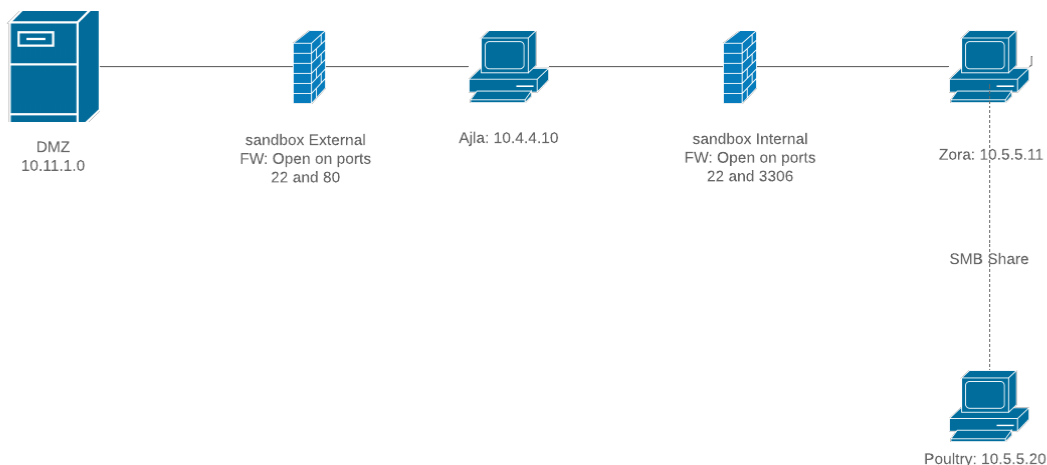 DMZ
10.11.1.0
sandbox External
FW: Open on ports
22 and 80
Ajla: 10.4.4.10
sandbox Internal
FW: Open on ports
22 and 3306
Zora: 10.5.5.11
SMB Share
Poultry: 10.5.5.20